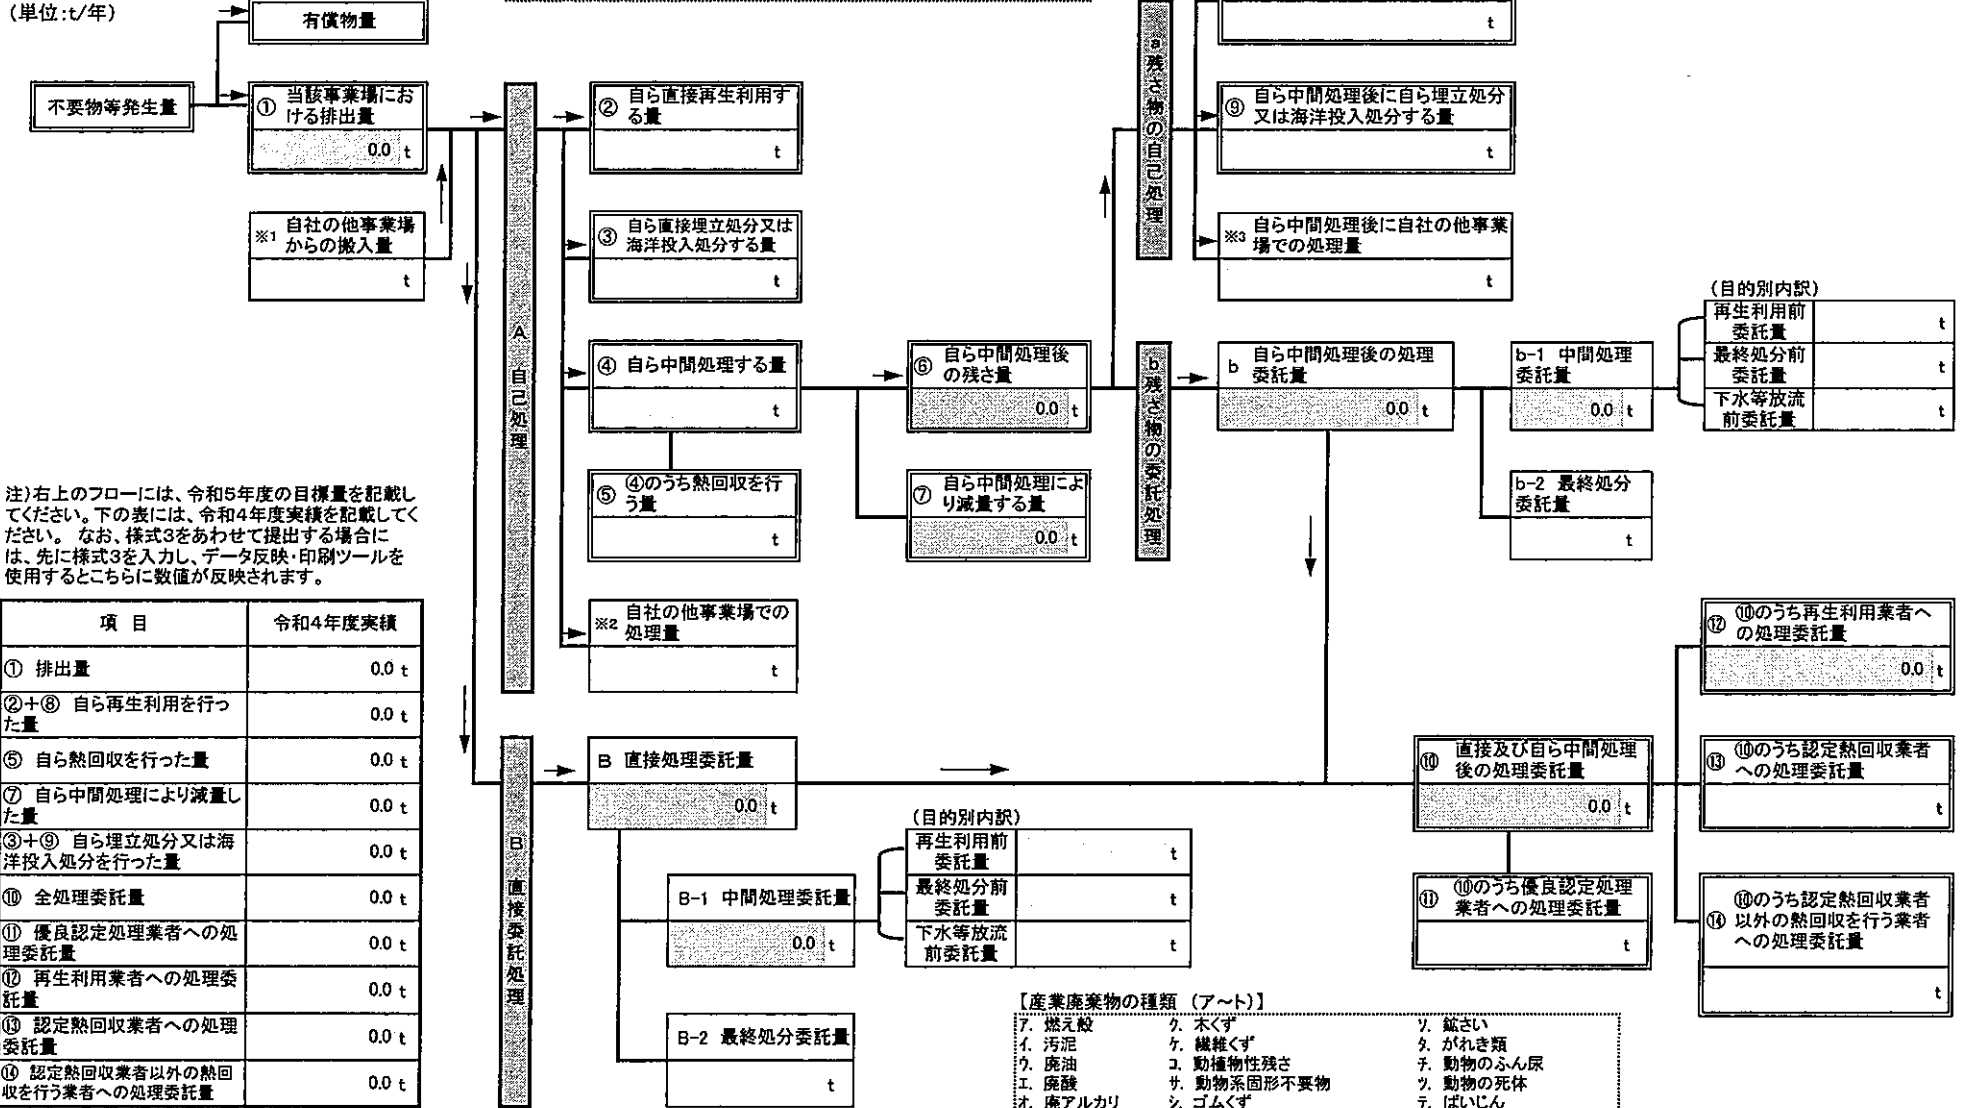 (単位:t/年)
有償物量
不要物等発生量
① 当該事業場にお
ける排出量
0.0 t
※1 自社の他事業場
からの搬入量
t
A 自己処理
② 自ら直接再生利用す
る量
t
③ 自ら直接埋立処分又は
海洋投入処分する量
t
④ 自ら中間処理する量
t
⑤ ④のうち熱回収を行
う量
t
※2 自社の他事業場での
処理量
t
⑥ 自ら中間処理後
の残さ量
0.0 t
⑦ 自ら中間処理によ
り減量する量
0.0 t
a 残さ物の自己処理
t
⑨ 自ら中間処理後に自ら埋立処分
又は海洋投入処分する量
t
※3 自ら中間処理後に自社の他事業
場での処理量
t
b 残さ物の委託処理
b 自ら中間処理後の処理
委託量
0.0 t
b-1 中間処理
委託量
0.0 t
(目的別内訳)
再生利用前
委託量
t
最終処分前
委託量
t
下水等放流
前委託量
t
b-2 最終処分
委託量
t
注)右上のフローには、令和5年度の目標量を記載し
てください。下の表には、令和4年度実績を記載してく
ださい。 なお、様式3をあわせて提出する場合に
は、先に様式3を入力し、データ反映・印刷ツールを
使用するとこちらに数値が反映されます。
項 目 令和4年度実績
① 排出量 0.0 t
②+⑧ 自ら再生利用を行っ
た量 0.0 t
⑤ 自ら熱回収を行った量 0.0 t
⑦ 自ら中間処理により減量し
た量 0.0 t
③+⑨ 自ら埋立処分又は海
洋投入処分を行った量 0.0 t
⑩ 全処理委託量 0.0 t
⑪ 優良認定処理業者への処
理委託量 0.0 t
⑫ 再生利用業者への処理委
託量 0.0 t
⑬ 認定熱回収業者への処理
委託量 0.0 t
⑭ 認定熱回収業者以外の熱回
収を行う業者への処理委託量 0.0 t
B 直接委託処理
B 直接処理委託量
0.0 t
B-1 中間処理委託量
0.0 t
(目的別内訳)
再生利用前
委託量
t
最終処分前
委託量
t
下水等放流
前委託量
t
B-2 最終処分委託量
t
⑩ 直接及び自ら中間処理
後の処理委託量
0.0 t
⑪ ⑩のうち優良認定処理
業者への処理委託量
t
⑫ ⑩のうち再生利用業者へ
の処理委託量
0.0 t
⑬ ⑩のうち認定熱回収業者
への処理委託量
t
⑭ ⑩のうち認定熱回収業者
以外の熱回収を行う業者
への処理委託量
t
【産業廃棄物の種類 (ア~ト)】
ア. 燃え殻 ク. 木くず ソ. 鉱さい
イ. 汚泥 ケ. 繊維くず タ. がれき類
ウ. 廃油 コ. 動植物性残さ チ. 動物のふん尿
エ. 廃酸 サ. 動物系固形不要物 ツ. 動物の死体
オ. 廃アルカリ シ. ゴムくず テ. ばいじん